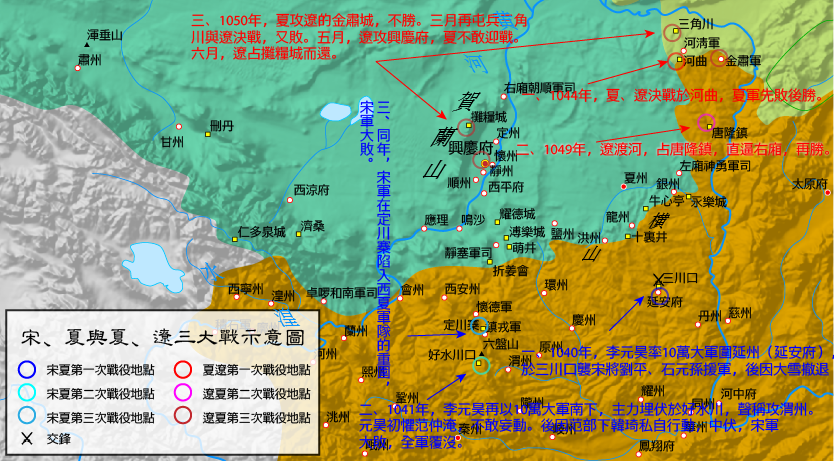 三、1050年，夏攻遼的金肅城，不勝。三月再屯兵三角
川與遼決戰，又敗。五月，遼攻興慶府，夏不敢迎戰。
六月，遼占攤糧城而還。
三角川
河清軍
河曲
金肅軍
渾垂山
肅州
右廂朝順軍司
一、1044年，夏、遼決戰於河曲，夏軍先敗後勝。
河
賀
蘭
山
攤糧城
唐隆鎮
刪丹
甘州
定州
興慶府
懷州
靜州
順州
西平府
二、1049年，遼渡河，占唐隆鎮，直逼右廂，再勝。
左廂神勇軍司
太原府
夏州
銀州
牛心亭
永樂城
三、同年，宋軍在定川寨陷入西夏軍隊的重圍，
宋軍大敗。
西涼府
仁多泉城
濟桑
應理
鳴沙
耀德城
溥樂城
萌井
靜塞軍司
折姜會
鹽州
洪州
龍州
十裏井
橫
山
西寧州
湟州
卓啰和南軍司
會州
西安州
環州
三川口
延安府
懷德軍
定川寨
鎮戎軍
六盤山
好水川口
渭州
原州
慶州
丹州
蘭州
河州
一、1040年，李元昊率10萬大軍圍延州（延安府），
於三川口襲宋將劉平、石元孫援軍，後因大雪撤退
洮州
岷州
秦州
隴州
耀州
同州
河中府
華州
鳳翔府
二、1041年，李元昊再以10萬大軍南下，主力埋伏於好水川，聲稱攻渭州。
元昊初懼范仲淹，不敢妄動。後因范部下韓琦私自行動，中伏，宋軍
大敗，全軍覆沒。
宋、夏與夏、遼三大戰示意圖
宋夏第一次戰役地點
夏遼第一次戰役地點
宋夏第二次戰役地點
遼夏第二次戰役地點
宋夏第三次戰役地點
遼夏第三次戰役地點
交鋒